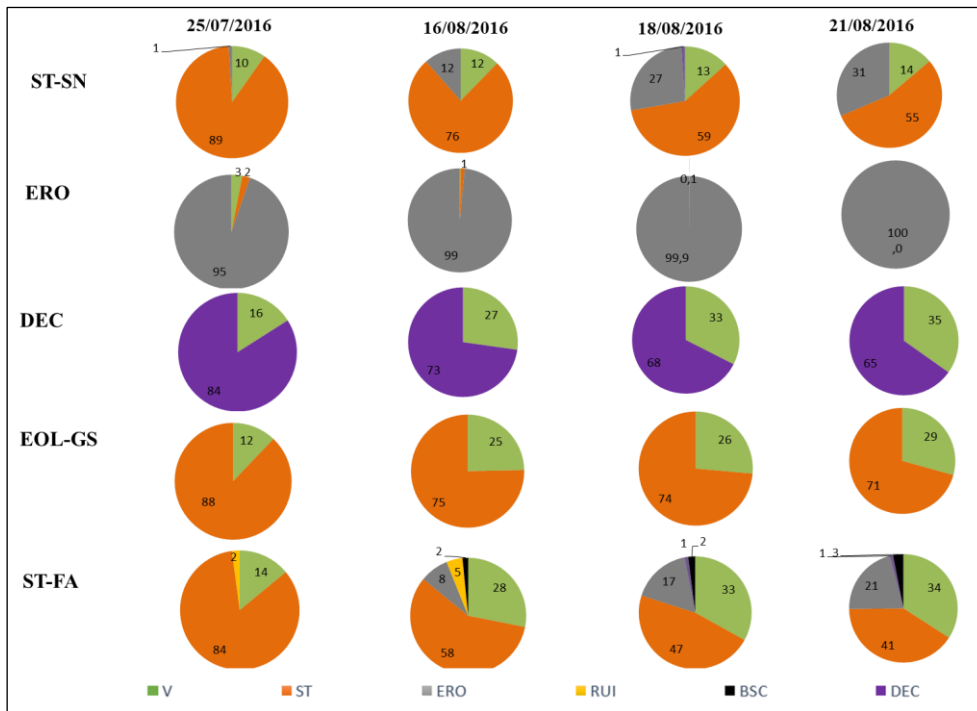 25/07/2016 16/08/2016 18/08/2016 21/08/2016
ST-SN
1 10 89
12 12 76
1 27 13 59
31 14 55
ERO
3 2 95
1 99
0,1 99,9
100
,0
DEC
16 84
27 73
33 68
35 65
EOL-GS
12 88
25 75
26 74
29 71
ST-FA
2 14 84
2 5 8 28 58
1 2 17 33 47
1 3 21 34 41
V ST ERO RUI BSC DEC